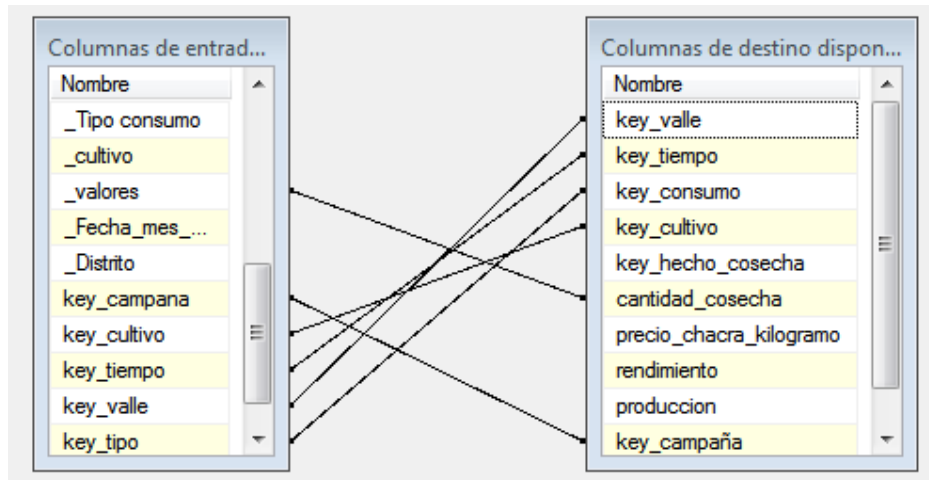 Columnas de entrad...
Nombre
_Tipo consumo
_cultivo
_valores
_Fecha_mes_...
_Distrito
key_campana
key_cultivo
key_tiempo
key_valle
key_tipo
Columnas de destino dispon...
Nombre
key_valle
key_tiempo
key_consumo
key_cultivo
key_hecho_cosecha
cantidad_cosecha
precio_chacra_kilogramo
rendimiento
produccion
key_campaña